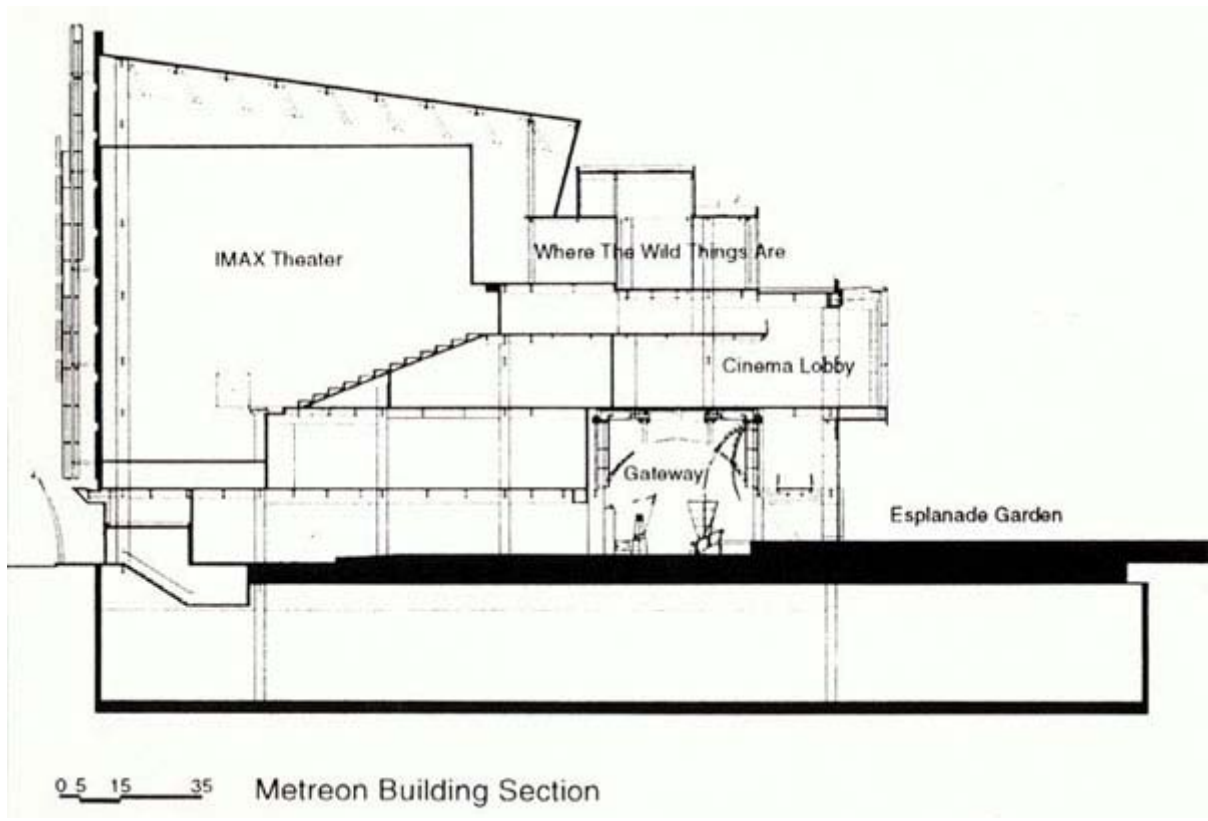 IMAX Theater
Where The Wild Things Are
Cinema Lobby
Gateway
Esplanade Garden
0 5 15 35
Metreon Building Section